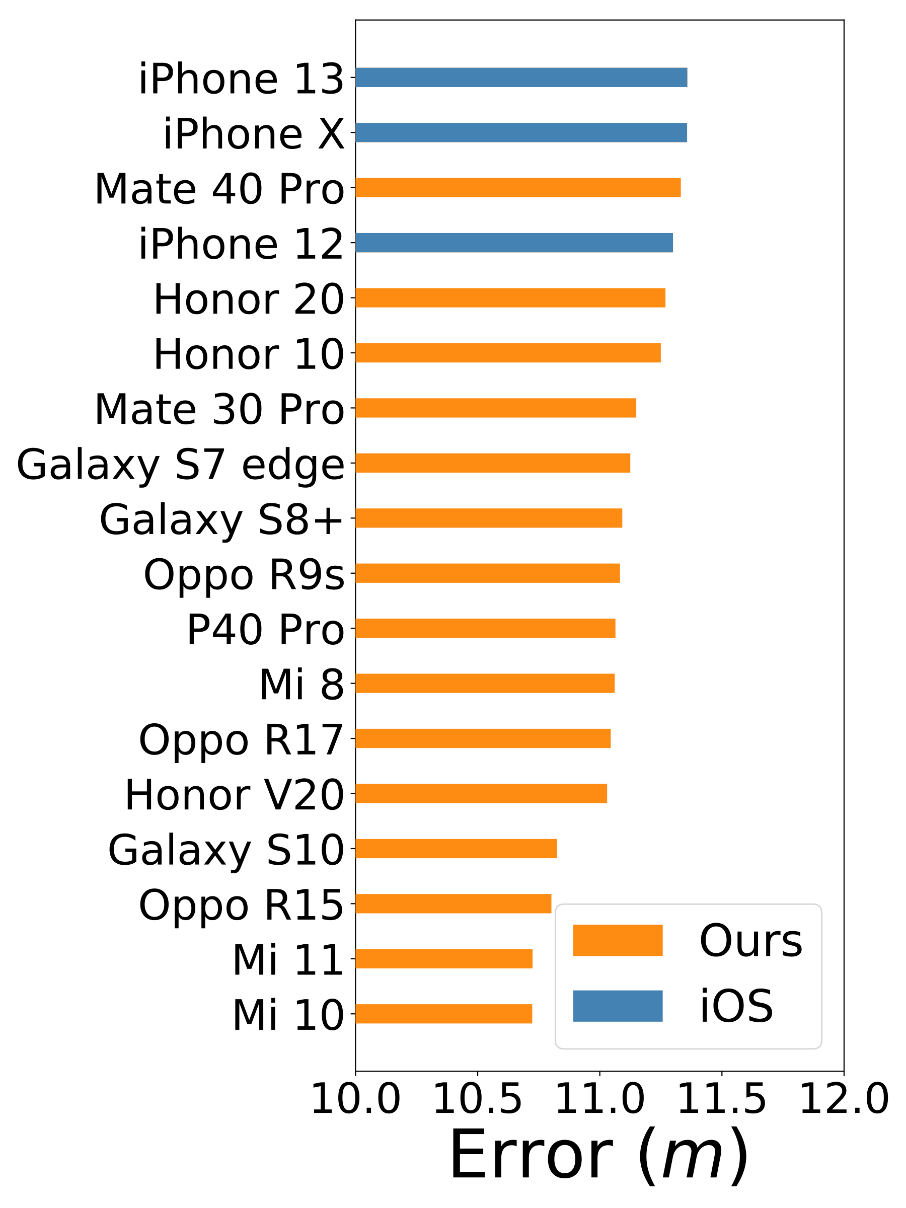 iPhone 13
iPhone X
Mate 40 Pro
iPhone 12
Honor 20
Honor 10
Mate 30 Pro
Galaxy S7 edge
Galaxy S8+
Oppo R9s
P40 Pro
Mi 8
Oppo R17
Honor V20
Galaxy S10
Oppo R15
Mi 11
Mi 10
Ours
iOS
10.0 10.5 11.0 11.5 12.0
Error (m)